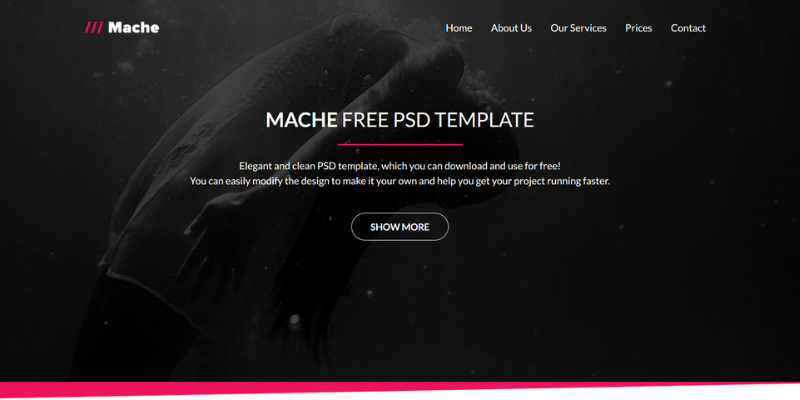 /// Mache
Home About Us Our Services Prices Contact
MACHE FREE PSD TEMPLATE
Elegant and clean PSD template, which you can download and use for free!
You can easily modify the design to make it your own and help you get your project running faster.
SHOW MORE